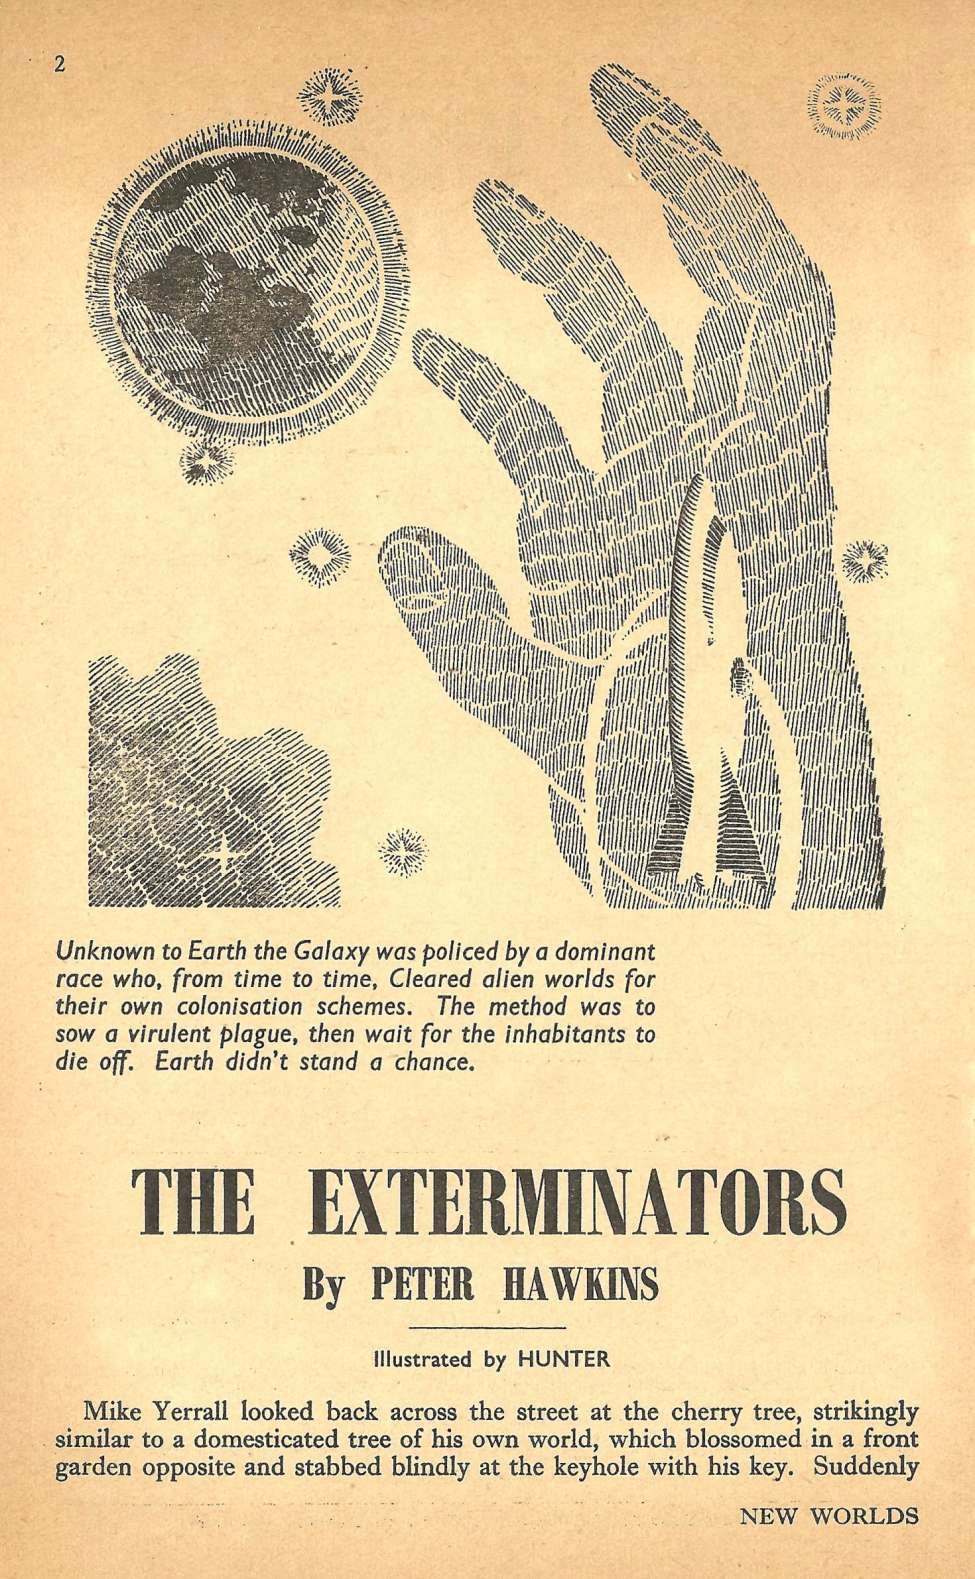 2
Unknown to Earth the Galaxy was policed by a dominant
race who, from time to time, Cleared alien worlds for
their own colonisation schemes. The method was to
sow a virulent plague, then wait for the inhabitants to
die off. Earth didn't stand a chance.
THE EXTERMINATORS
By PETER HAWKINS
Illustrated by HUNTER
Mike Yerrall looked back across the street at the cherry tree, strikingly
similar to a domesticated tree of his own world, which blossomed in a front
garden opposite and stabbed blindly at the keyhole with his key. Suddenly
NEW WORLDS